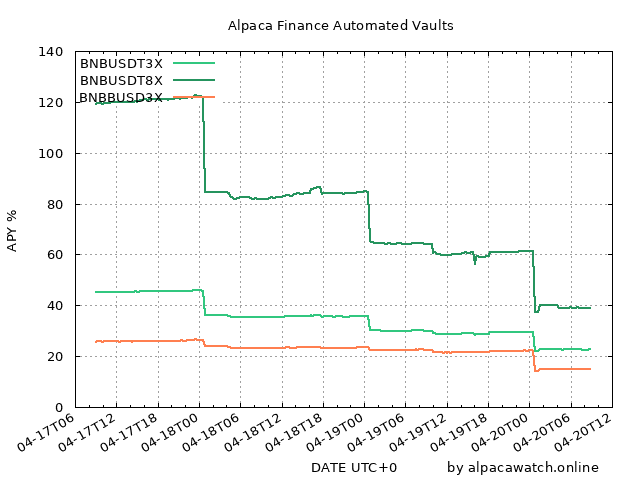 Alpaca Finance Automated Vaults
140
120
100
80
60
40
20
0
APY %
BNBUSDT3X
BNBUSDT8X
BNBBUSD3X
04-17T06
04-17T12
04-17T18
04-18T00
04-18T06
04-18T12
04-18T18
04-19T00
04-19T06
04-19T12
04-19T18
04-20T00
04-20T06
04-20T12
DATE UTC+0
by alpacawatch.online